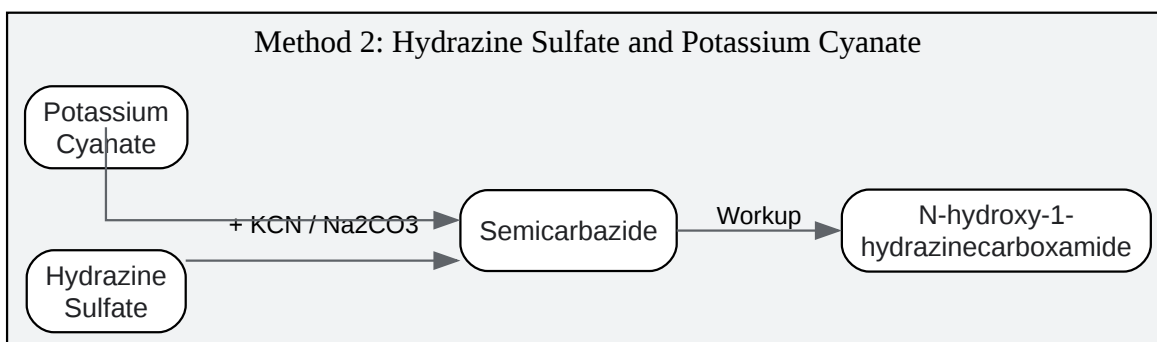 Method 2: Hydrazine Sulfate and Potassium Cyanate
Potassium
Cyanate
+ KCN / Na2CO3
Hydrazine
Sulfate
Semicarbazide
Workup
N-hydroxy-1-
hydrazinecarboxamide